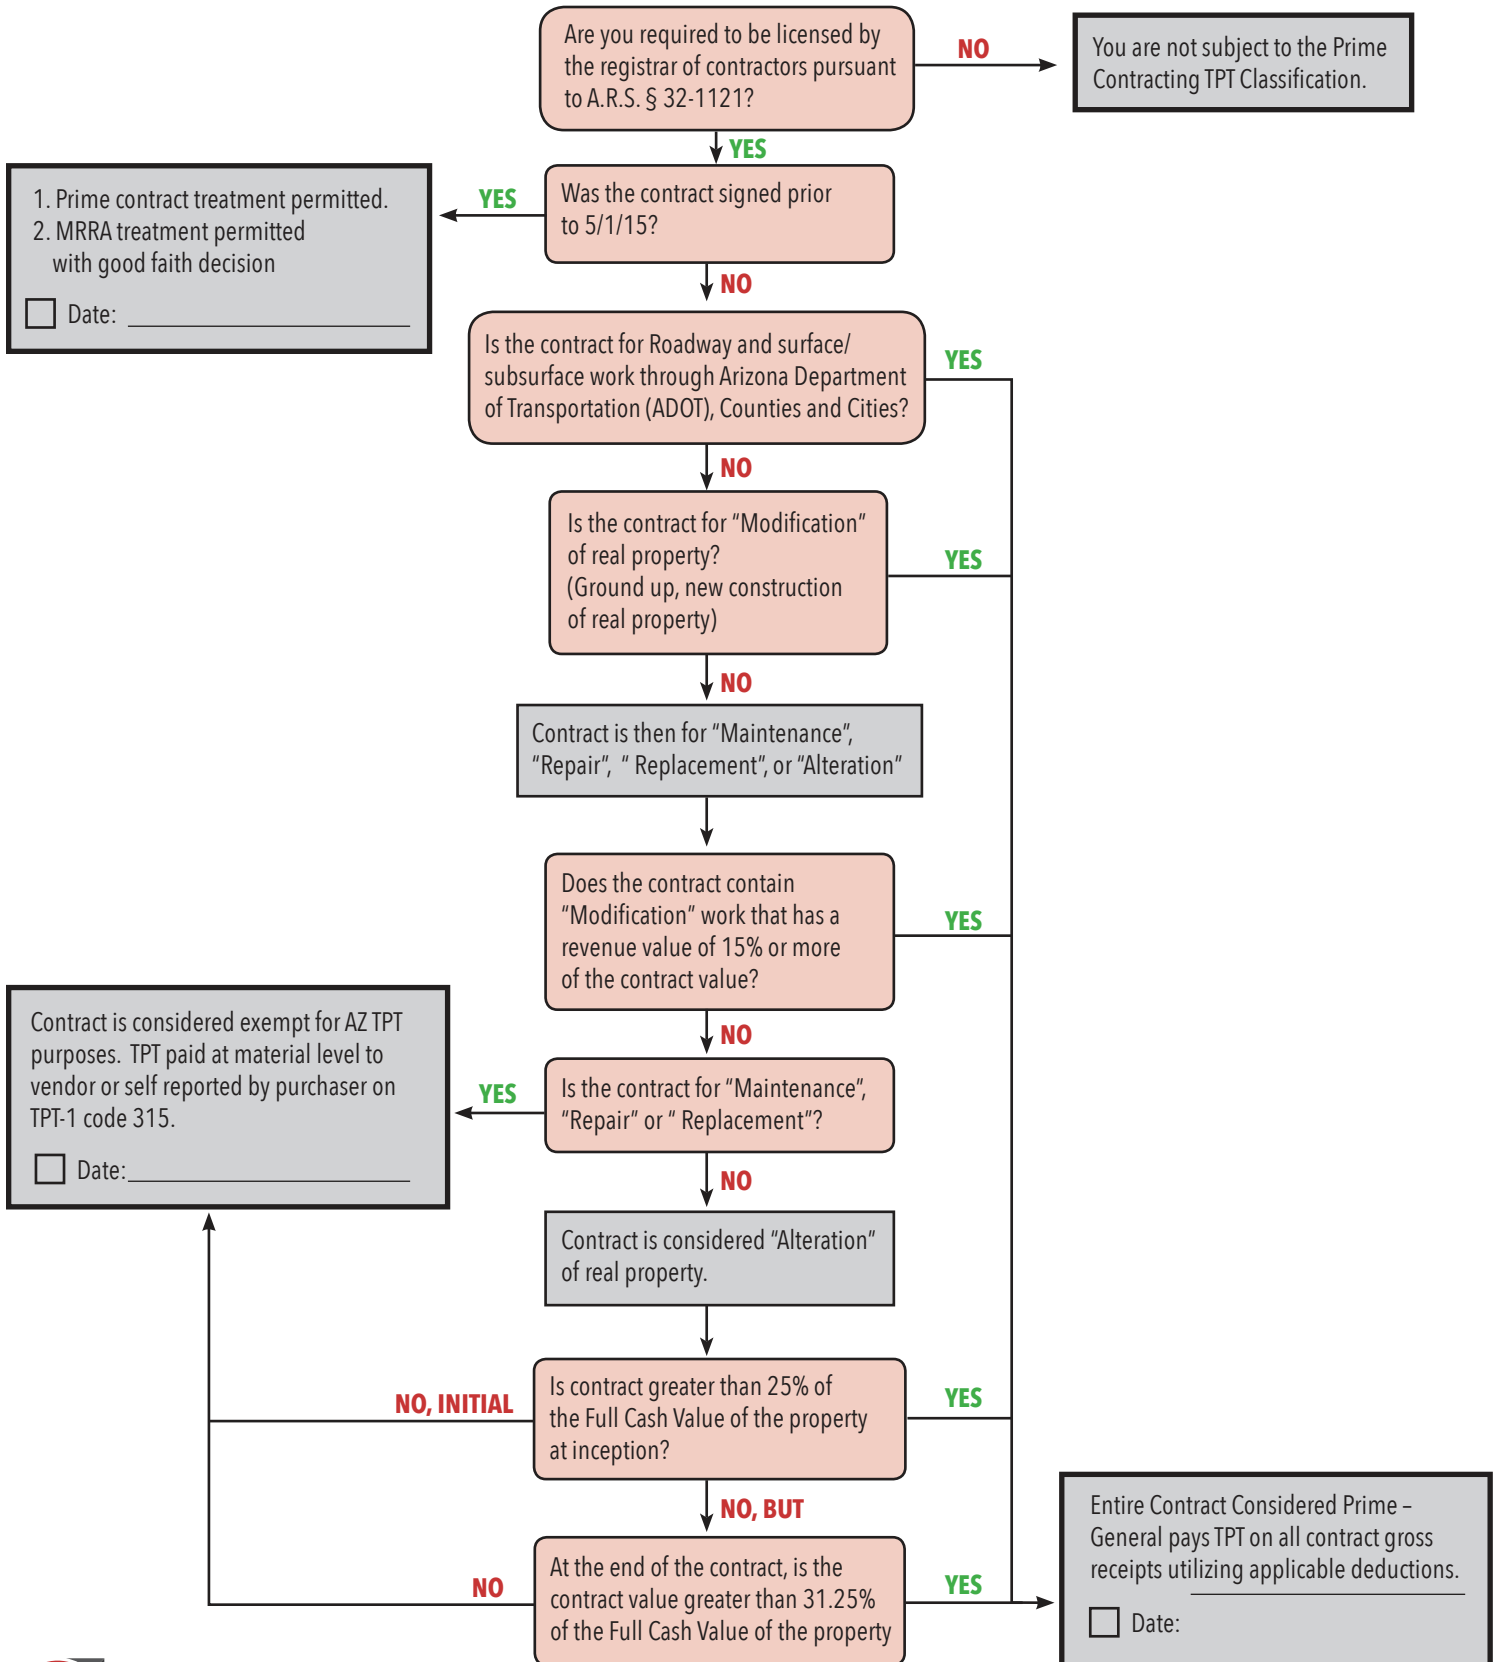 Are you required to be licensed by
the registrar of contractors pursuant
to A.R.S. § 32-1121?
NO
You are not subject to the Prime
Contracting TPT Classification.
YES
1. Prime contract treatment permitted.
2. MRRA treatment permitted
with good faith decision
Date:
YES
Was the contract signed prior
to 5/1/15?
NO
Is the contract for Roadway and surface/
subsurface work through Arizona Department
of Transportation (ADOT), Counties and Cities?
YES
NO
Is the contract for “Modification”
of real property?
(Ground up, new construction
of real property)
YES
NO
Contract is then for “Maintenance”,
“Repair”, “ Replacement”, or “Alteration”
Does the contract contain
“Modification” work that has a
revenue value of 15% or more
of the contract value?
YES
NO
Contract is considered exempt for AZ TPT
purposes. TPT paid at material level to
vendor or self reported by purchaser on
TPT-1 code 315.
Date:
YES
Is the contract for “Maintenance”,
“Repair” or “ Replacement”?
NO
Contract is considered “Alteration”
of real property.
NO, INITIAL
Is contract greater than 25% of
the Full Cash Value of the property
at inception?
YES
NO, BUT
NO
At the end of the contract, is the
contract value greater than 31.25%
of the Full Cash Value of the property
YES
Entire Contract Considered Prime –
General pays TPT on all contract gross
receipts utilizing applicable deductions.
Date: